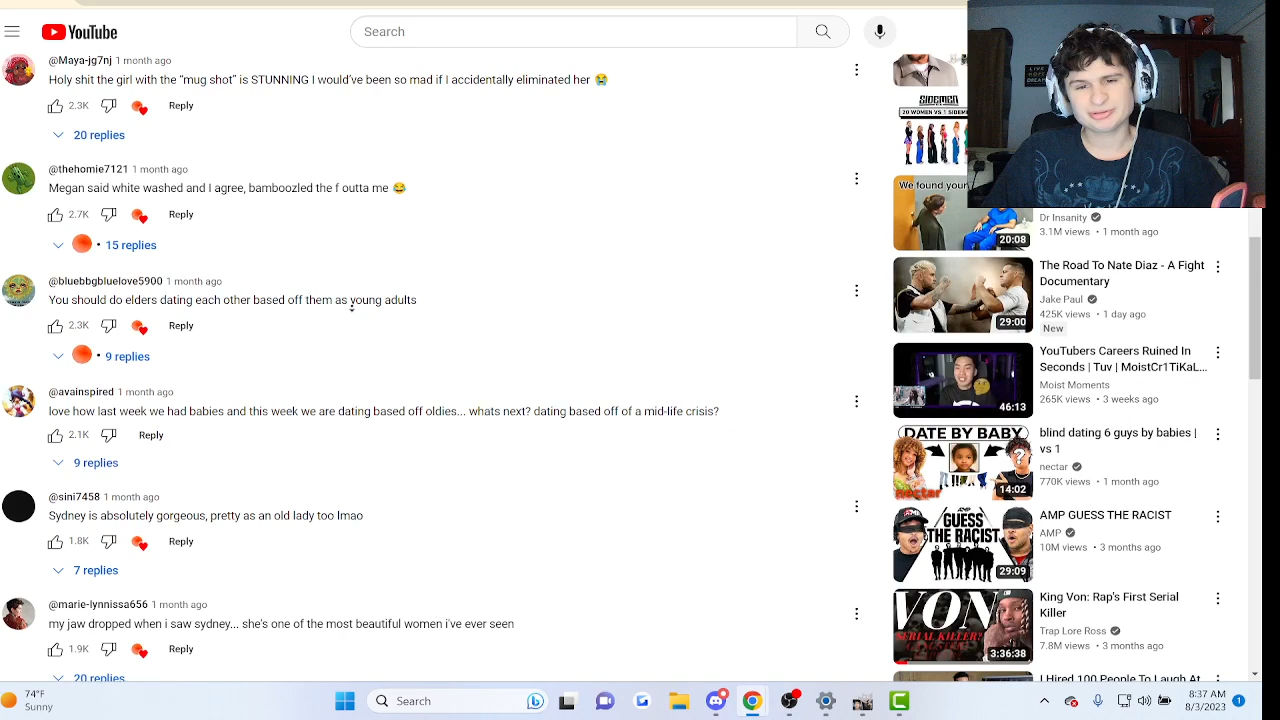 YouTube
Search
@Maya-jg7nj 1 month ago
Holy shit the girl with the "mug shot" is STUNNING I would've been so mad if I accidentally eliminated her 😭
2.3K Reply
20 replies
@thehomie7121 1 month ago
Megan said white washed and I agree, bamboozled the f outta me 😂
2.7K Reply
15 replies
@bluebbgbluelove5900 1 month ago
You should do elders dating each other based off them as young adults
2.3K Reply
9 replies
@avainspired 1 month ago
love how last week we had babies and this week we're dating based off oldies... whats next? dating based off of a mid-life crisis?
2.1K Reply
9 replies
@sini7458 1 month ago
Sydney is absolutely gorgeous, pretty as an old lady too lmao
1.8K Reply
7 replies
@marie-lynnissa656 1 month ago
my jaw dropped when i saw sydney... she's one of the most beautiful women i've ever seen
1.9K Reply
20 replies
SIDEMEN
20 WOMEN VS 1 SIDEMEN
LIVE
DREAM
We found your
20:08
Dr Insanity
3.1M views • 1 month ago
29:00
The Road To Nate Diaz - A Fight
Documentary
Jake Paul
425K views • 1 day ago
New
46:13
YouTubers Careers Ruined In
Seconds | Tuv | MoistCr1TiKaL...
Moist Moments
265K views • 3 weeks ago
DATE BY BABY
?
nectar
14:02
blind dating 6 guys by babies |
vs 1
nectar
770K views • 1 month ago
AMP
GUESS
THE RACIST
29:09
AMP GUESS THE RACIST
AMP
10M views • 3 months ago
VON
SERIAL KILLER?
3:36:38
King Von: Rap's First Serial
Killer
Trap Lore Ross
7.8M views • 3 months ago
I Hired 100 People To Laugh At
74°F
Sunny
Search
8:37 AM
8/3/2023
1